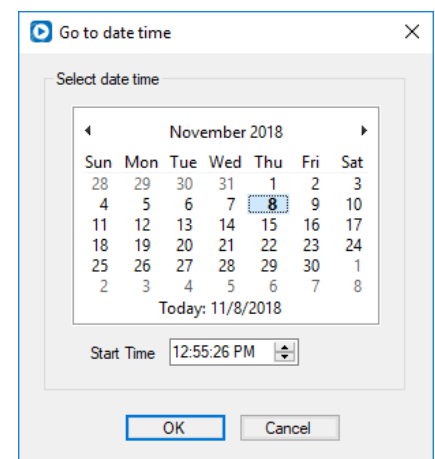 Go to date time
Select date time
November 2018
Sun Mon Tue Wed Thu Fri Sat
28 29 30 31 1 2 3
4 5 6 7 8 9 10
11 12 13 14 15 16 17
18 19 20 21 22 23 24
25 26 27 28 29 30 1
2 3 4 5 6 7 8
Today: 11/8/2018
Start Time 12:55:26 PM
OK Cancel